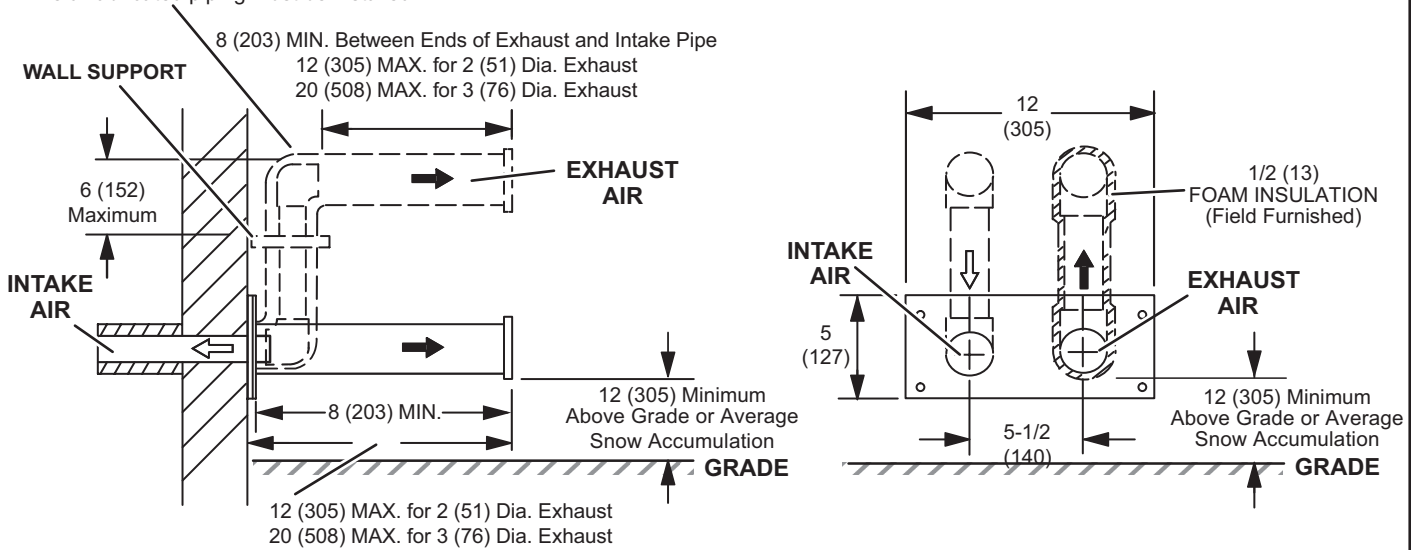 8 (203) MIN. Between Ends of Exhaust and Intake Pipe
12 (305) MAX. for 2 (51) Dia. Exhaust
20 (508) MAX. for 3 (76) Dia. Exhaust
WALL SUPPORT
EXHAUST
AIR
6 (152)
Maximum
INTAKE
AIR
8 (203) MIN.
12 (305) Minimum
Above Grade or Average
Snow Accumulation
GRADE
12 (305) MAX. for 2 (51) Dia. Exhaust
20 (508) MAX. for 3 (76) Dia. Exhaust
12
(305)
1/2 (13)
FOAM INSULATION
(Field Furnished)
INTAKE
AIR
EXHAUST
AIR
5
(127)
5-1/2
(140)
12 (305) Minimum
Above Grade or Average
Snow Accumulation
GRADE